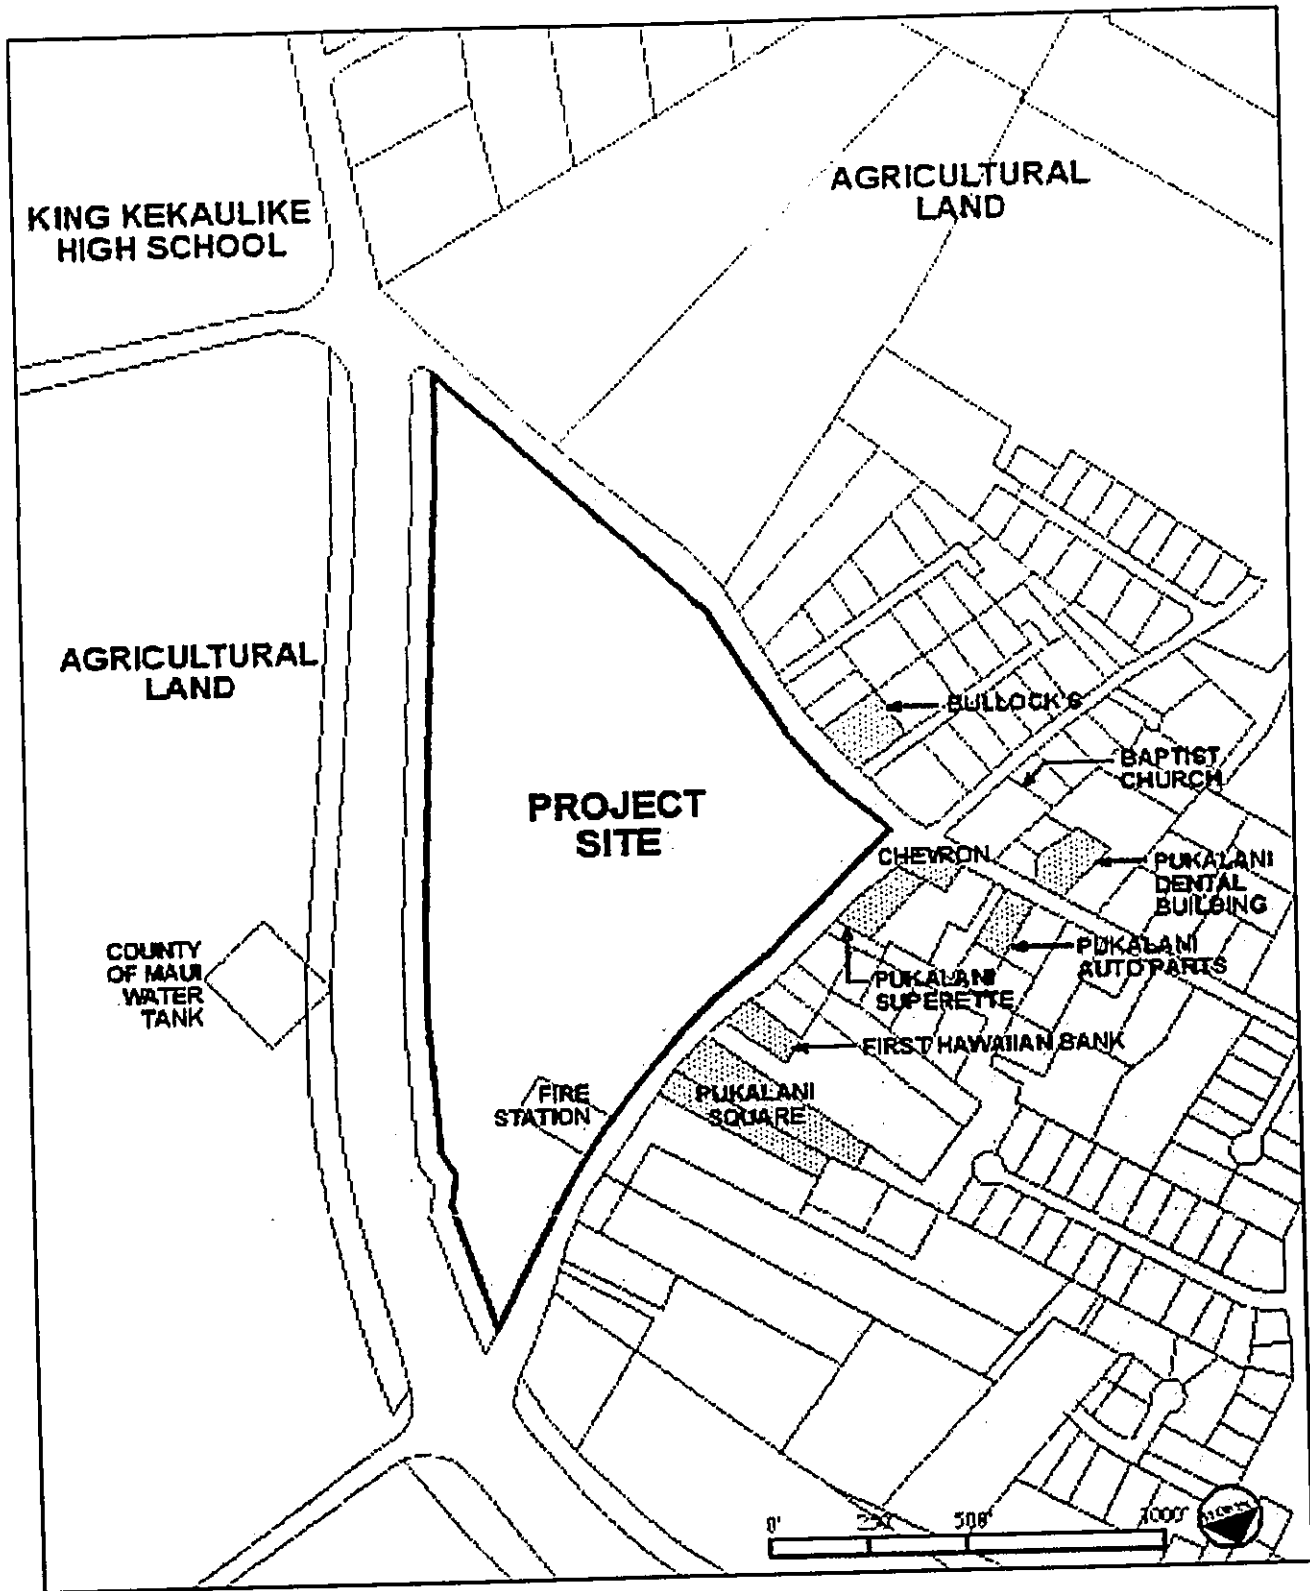 AGRICULTURAL
LAND
KING KEKAULIKE
HIGH SCHOOL
AGRICULTURAL
LAND
BULLOCK'S
BAPTIST
CHURCH
PROJECT
SITE
CHEVRON
PUKALANI
DENTAL
BUILDING
PUKALANI
AUTO PARTS
COUNTY
OF MAUI
WATER
TANK
PUKALANI
SUPERETTE
FIRST HAWAIIAN BANK
FIRE
STATION
PUKALANI
SQUARE
0' 250' 500' 1000'